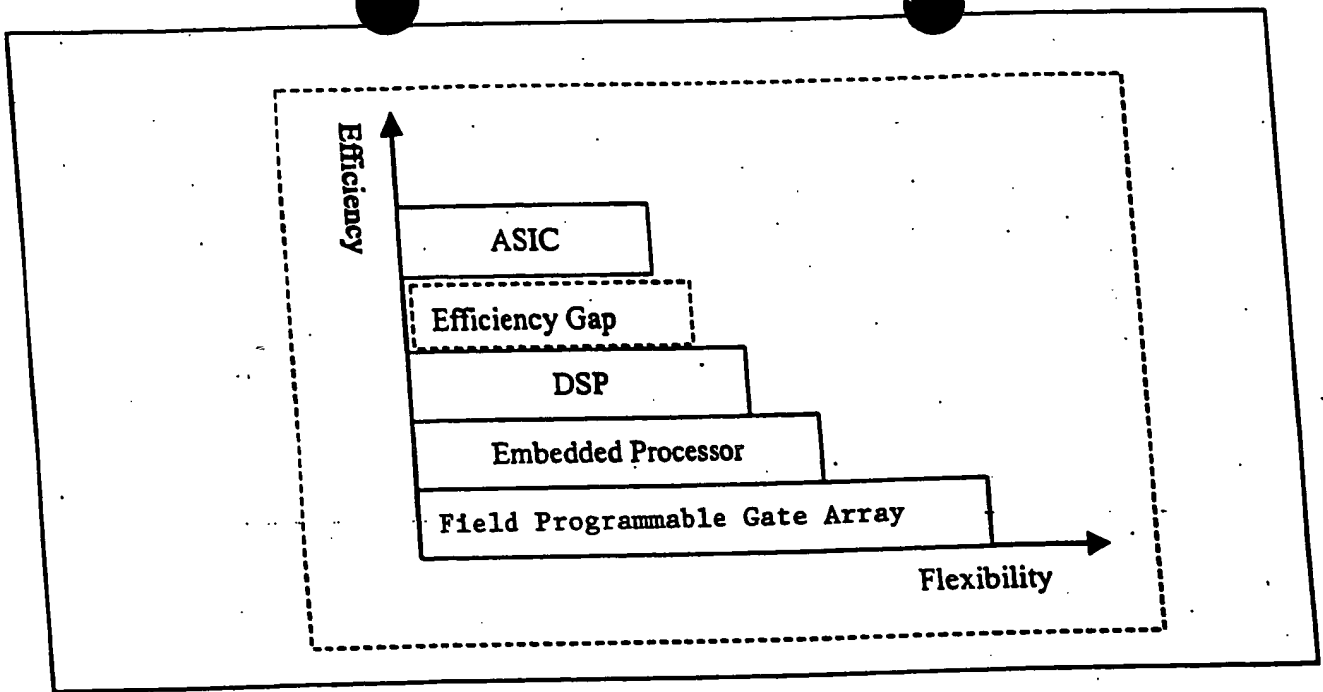 Efficiency
ASIC
Efficiency Gap
DSP
Embedded Processor
Field Programmable Gate Array
Flexibility